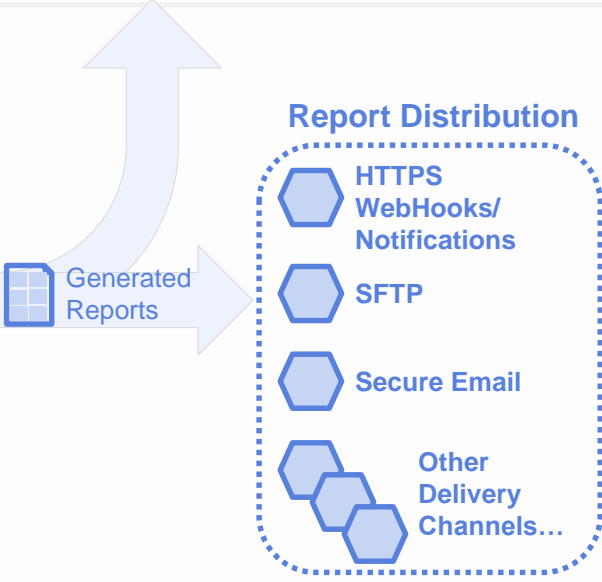 Report Distribution
HTTPS
WebHooks/
Notifications
Generated
Reports
SFTP
Secure Email
Other
Delivery
Channels…